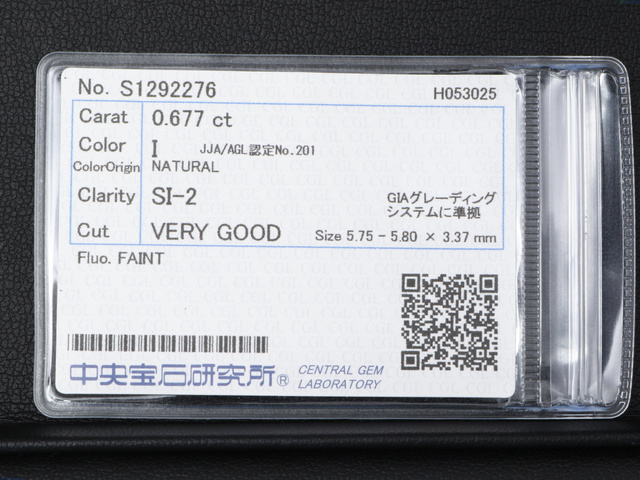 No. S1292276 H053025
Carat 0.677 ct
Color I JJA/AGL認定No.201
ColorOrigin NATURAL
Clarity SI-2 GIAグレーディング
システムに準拠
Cut VERY GOOD Size 5.75 - 5.80 × 3.37 mm
Fluo. FAINT
中央宝石研究所® CENTRAL GEM
LABORATORY